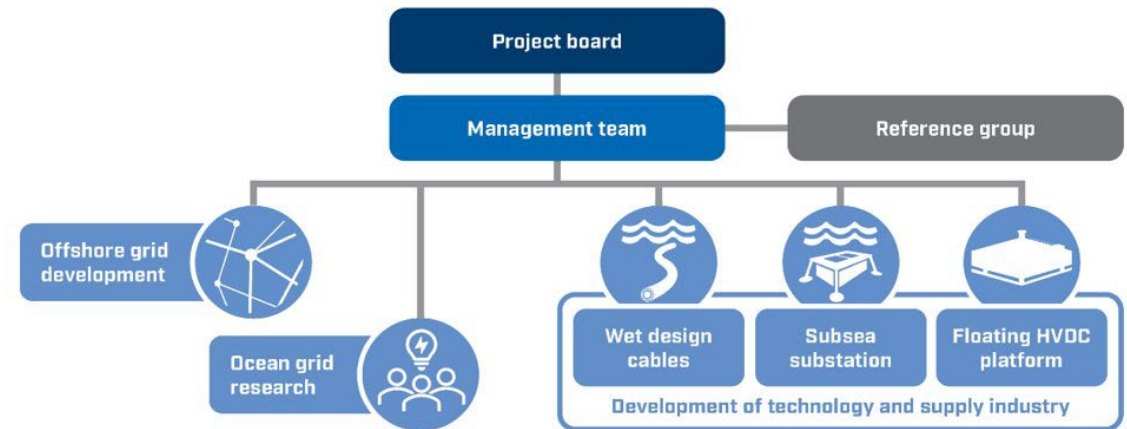 Project board
Management team
Reference group
Offshore grid
development
Ocean grid
research
Wet design
cables
Subsea
substation
Floating HVDC
platform
Development of technology and supply industry